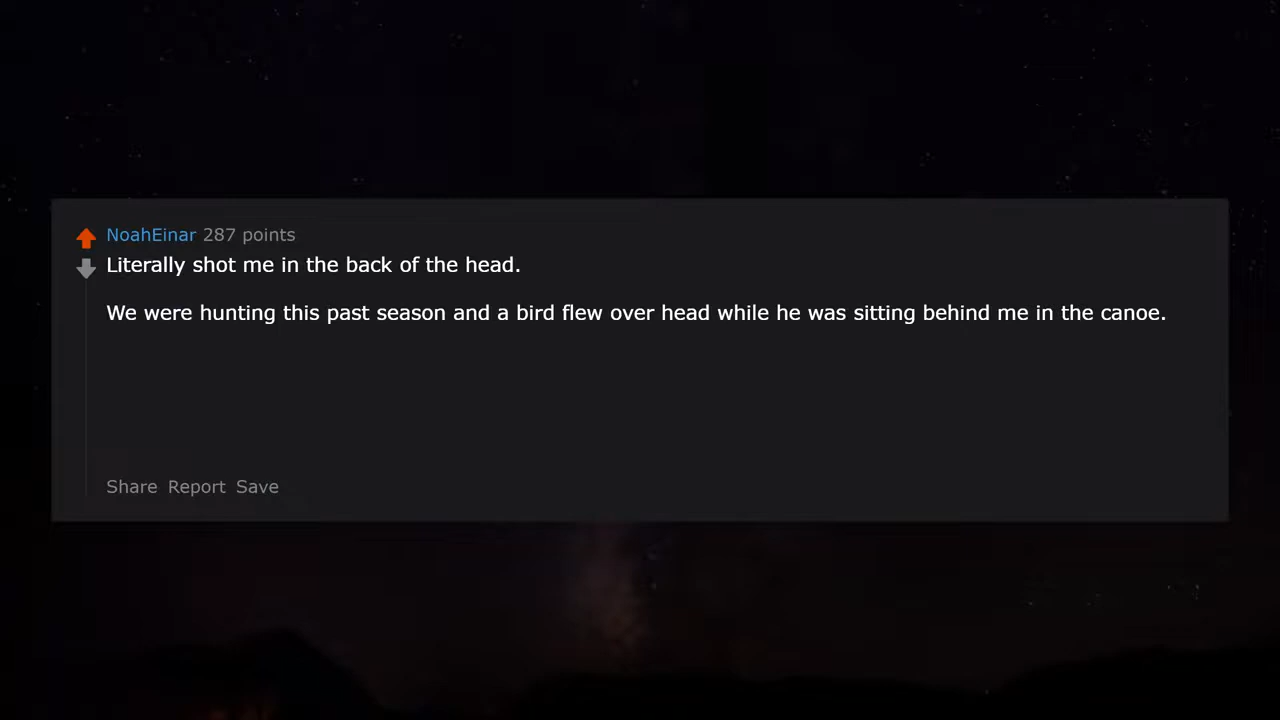 NoahEinar 287 points
Literally shot me in the back of the head.
We were hunting this past season and a bird flew over head while he was sitting behind me in the canoe.
Share Report Save